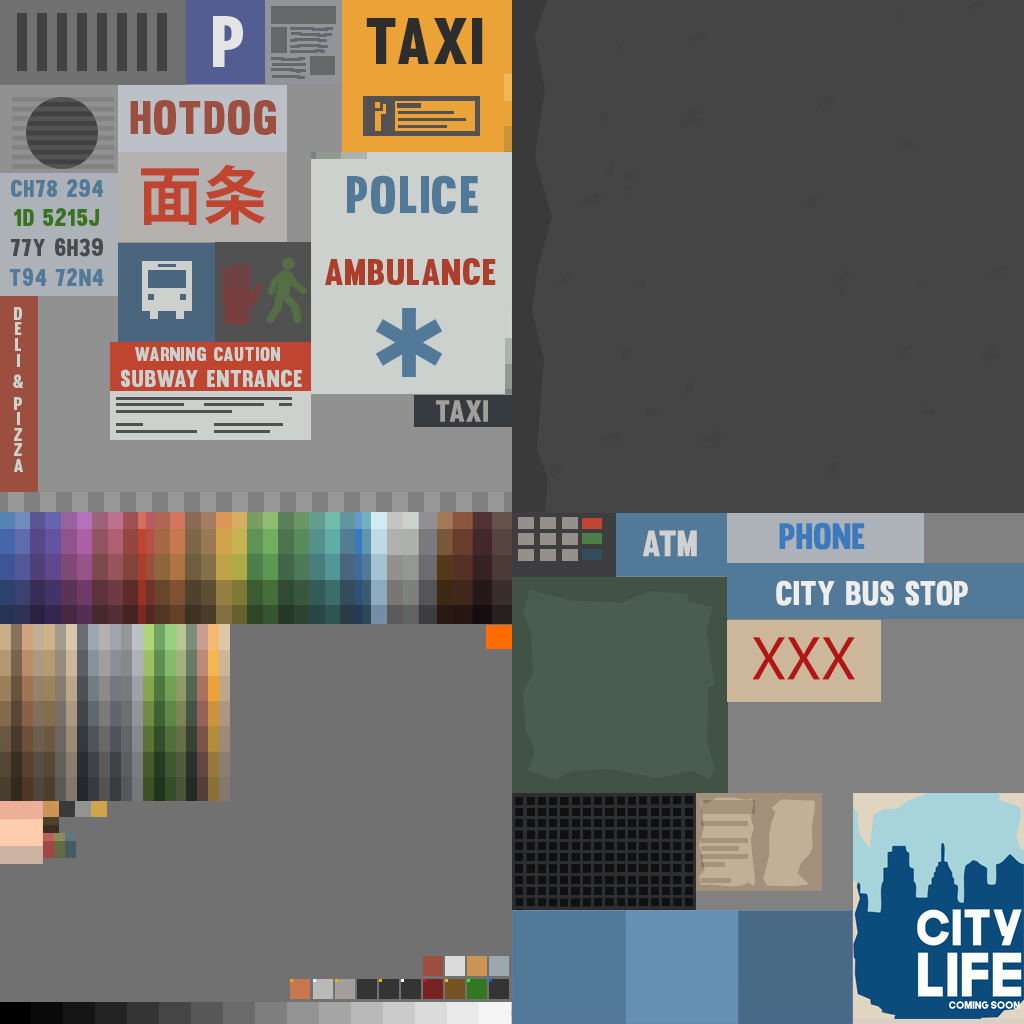 P
TAXI
HOTDOG
面条
CH78 294
1D 5215J
77Y 6H39
T94 72N4
POLICE
AMBULANCE
WARNING CAUTION
SUBWAY ENTRANCE
TAXI
DELI & PIZZA
ATM
PHONE
CITY BUS STOP
XXX
CITY
LIFE
COMING SOON